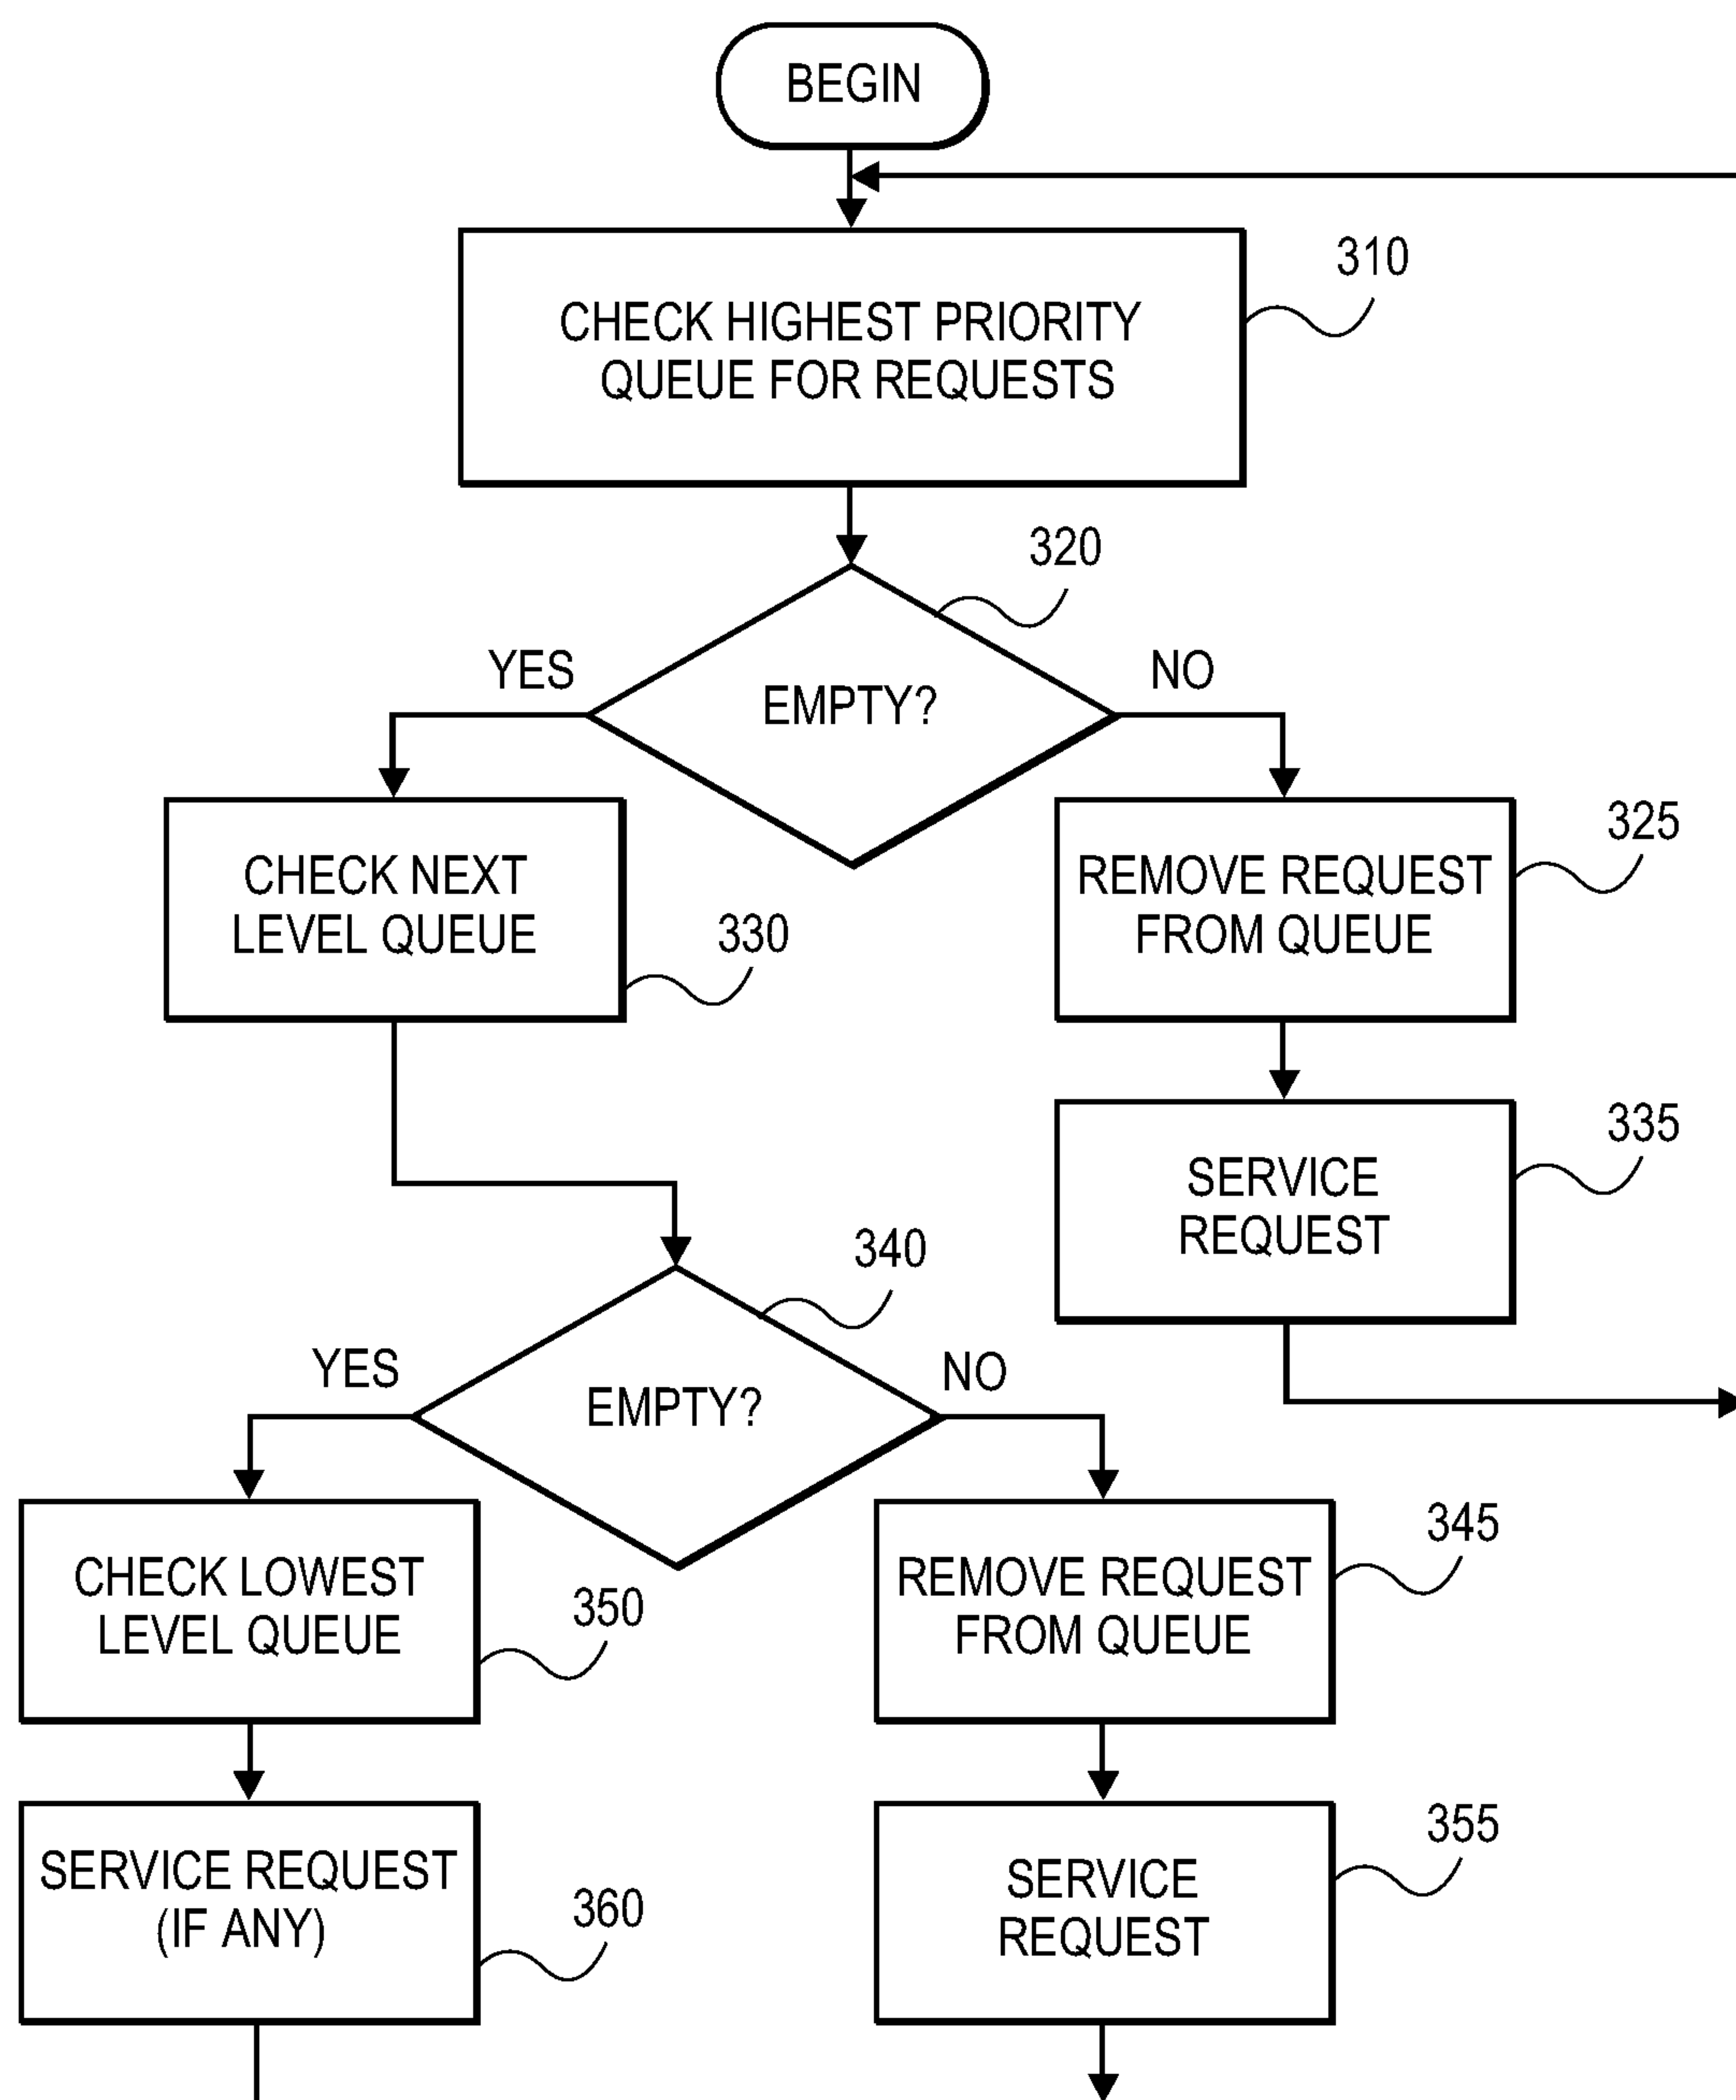 BEGIN
310
CHECK HIGHEST PRIORITY
QUEUE FOR REQUESTS
320
YES
EMPTY?
NO
CHECK NEXT
LEVEL QUEUE
330
REMOVE REQUEST
FROM QUEUE
325
SERVICE
REQUEST
335
340
YES
EMPTY?
NO
CHECK LOWEST
LEVEL QUEUE
350
REMOVE REQUEST
FROM QUEUE
345
SERVICE REQUEST
(IF ANY)
360
SERVICE
REQUEST
355